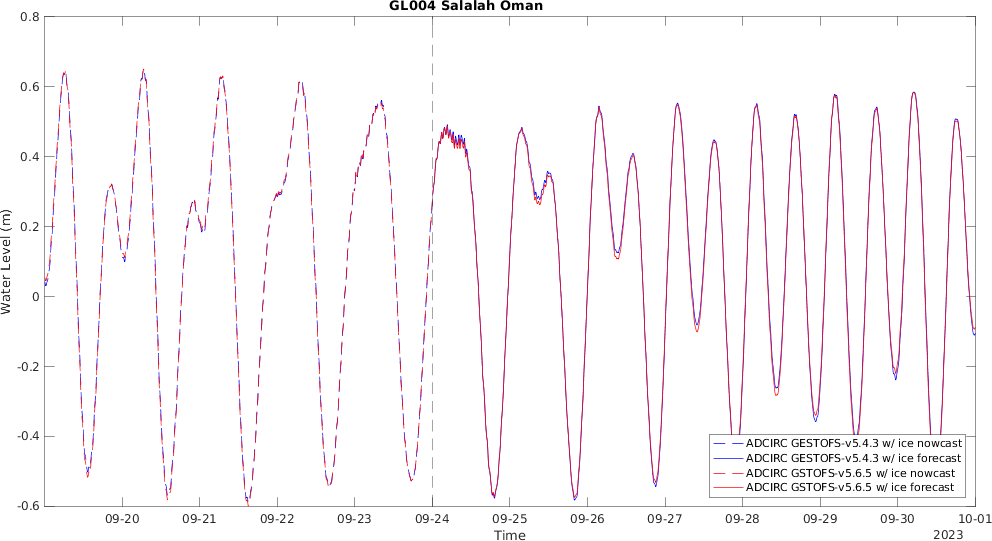 GL004 Salalah Oman
0.8
0.6
0.4
0.2
0
-0.2
-0.4
-0.6
Water Level (m)
ADCIRC GESTOFS-v5.4.3 w/ ice nowcast
ADCIRC GESTOFS-v5.4.3 w/ ice forecast
ADCIRC GSTOFS-v5.6.5 w/ ice nowcast
ADCIRC GSTOFS-v5.6.5 w/ ice forecast
09-20 09-21 09-22 09-23 09-24 09-25 09-26 09-27 09-28 09-29 09-30 10-01
Time
2023